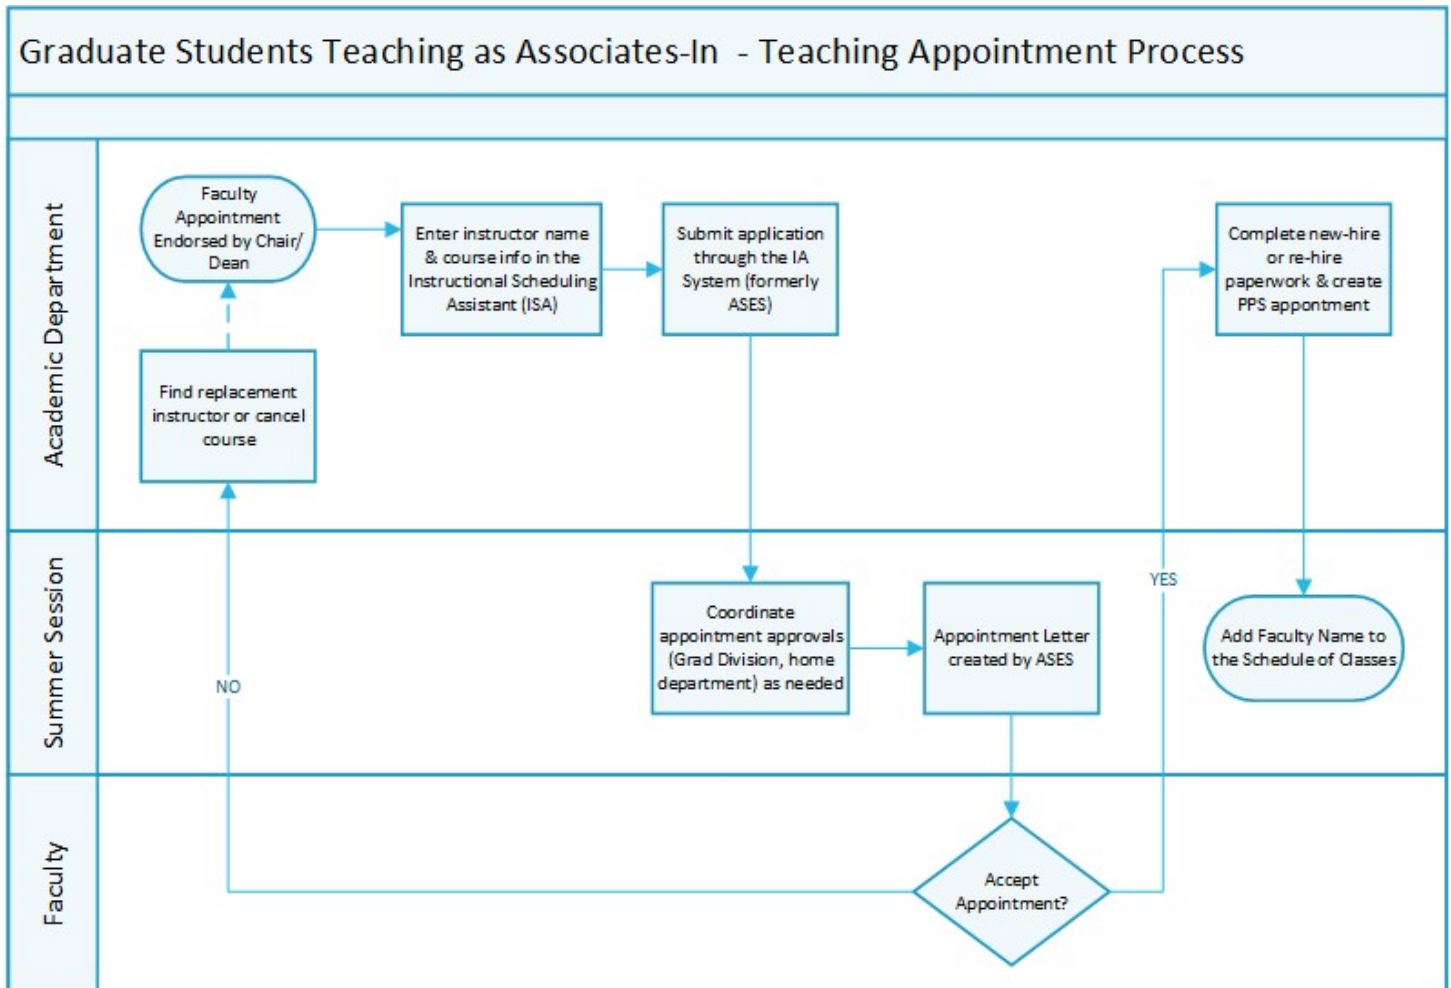 Graduate Students Teaching as Associates-In - Teaching Appointment Process
Academic Department
Faculty
Appointment
Endorsed by Chair/
Dean
Enter instructor name
& course info in the
Instructional Scheduling
Assistant (ISA)
Submit application
through the IA
System (formerly
ASES)
Complete new-hire
or re-hire
paperwork & create
PPS appontment
Find replacement
instructor or cancel
course
Summer Session
Coordinate
appointment approvals
(Grad Division, home
department) as needed
Appointment Letter
created by ASES
YES
Add Faculty Name to
the Schedule of Classes
NO
Faculty
Accept
Appointment?